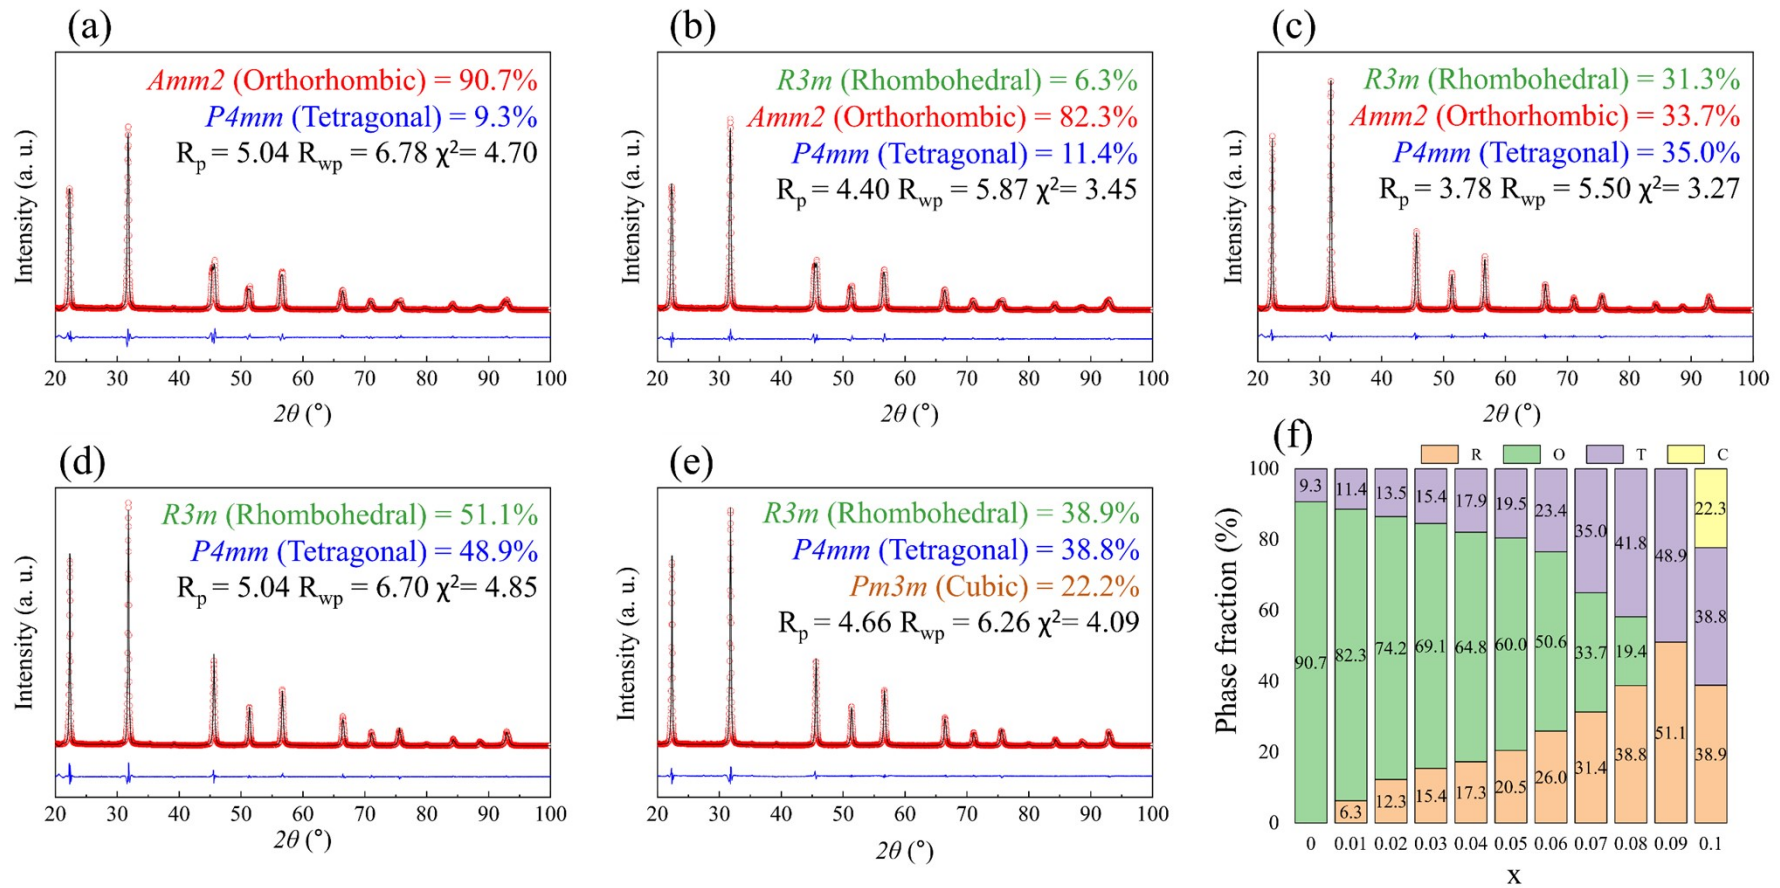 (a)
Amm2 (Orthorhombic) = 90.7%
P4mm (Tetragonal) = 9.3%
Rp = 5.04 Rwp = 6.78 χ²= 4.70
Intensity (a. u.)
20 30 40 50 60 70 80 90 100
2θ (°)
(b)
R3m (Rhombohedral) = 6.3%
Amm2 (Orthorhombic) = 82.3%
P4mm (Tetragonal) = 11.4%
Rp = 4.40 Rwp = 5.87 χ²= 3.45
Intensity (a. u.)
20 30 40 50 60 70 80 90 100
2θ (°)
(c)
R3m (Rhombohedral) = 31.3%
Amm2 (Orthorhombic) = 33.7%
P4mm (Tetragonal) = 35.0%
Rp = 3.78 Rwp = 5.50 χ²= 3.27
Intensity (a. u.)
20 30 40 50 60 70 80 90 100
2θ (°)
(d)
R3m (Rhombohedral) = 51.1%
P4mm (Tetragonal) = 48.9%
Rp = 5.04 Rwp = 6.70 χ²= 4.85
Intensity (a. u.)
20 30 40 50 60 70 80 90 100
2θ (°)
(e)
R3m (Rhombohedral) = 38.9%
P4mm (Tetragonal) = 38.8%
Pm3m (Cubic) = 22.2%
Rp = 4.66 Rwp = 6.26 χ²= 4.09
Intensity (a. u.)
20 30 40 50 60 70 80 90 100
2θ (°)
(f)
R O T C
Phase fraction (%)
100
80
60
40
20
0
9.3 11.4 13.5 15.4 17.9 19.5 23.4 35.0 41.8 48.9 22.3
90.7 82.3 74.2 69.1 64.8 60.0 50.6 33.7 19.4 38.8
6.3 12.3 15.4 17.3 20.5 26.0 31.4 38.8 51.1 38.9
0 0.01 0.02 0.03 0.04 0.05 0.06 0.07 0.08 0.09 0.1
x